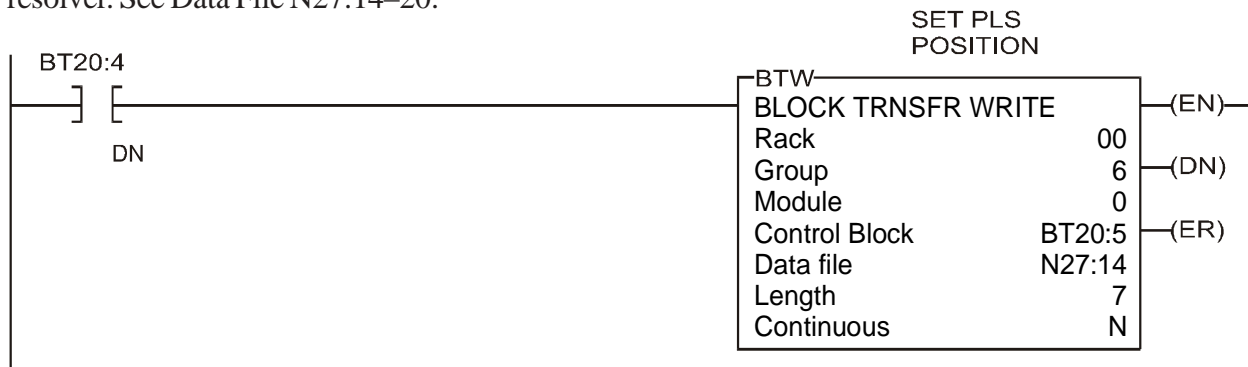 resolver. See Data File N27:14–20.
SET PLS
POSITION
BT20:4
DN
BTW
BLOCK TRNSFR WRITE
Rack 00
Group 6
Module 0
Control Block BT20:5
Data file N27:14
Length 7
Continuous N
(EN)
(DN)
(ER)